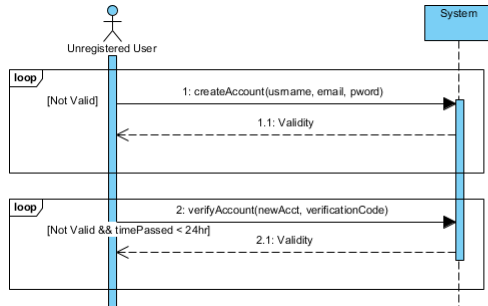 System
Unregistered User
loop
[Not Valid]
1: createAccount(usrname, email, pword)
1.1: Validity
loop
2: verifyAccount(newAcct, verificationCode)
[Not Valid && timePassed < 24hr]
2.1: Validity